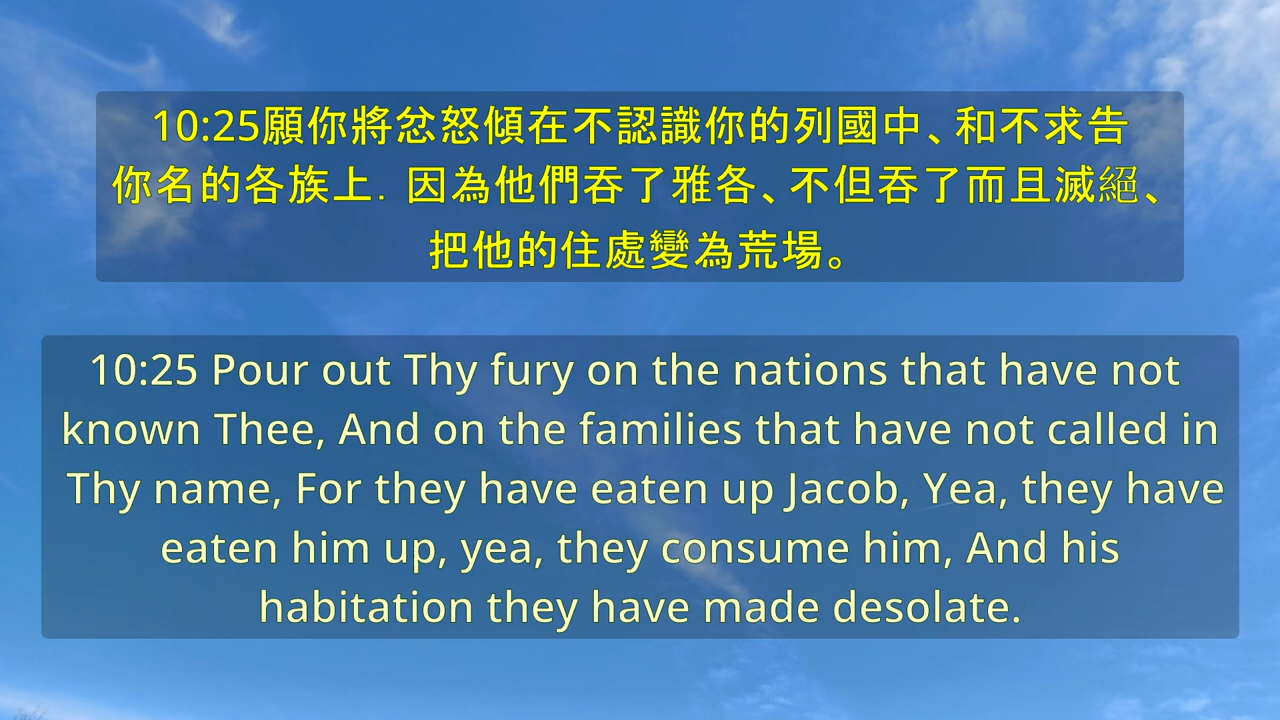 10:25願你將忿怒傾在不認識你的列國中、和不求告
你名的各族上．因為他們吞了雅各、不但吞了而且滅絕、
把他的住處變為荒場。
10:25 Pour out Thy fury on the nations that have not
known Thee, And on the families that have not called in
Thy name, For they have eaten up Jacob, Yea, they have
eaten him up, yea, they consume him, And his
habitation they have made desolate.